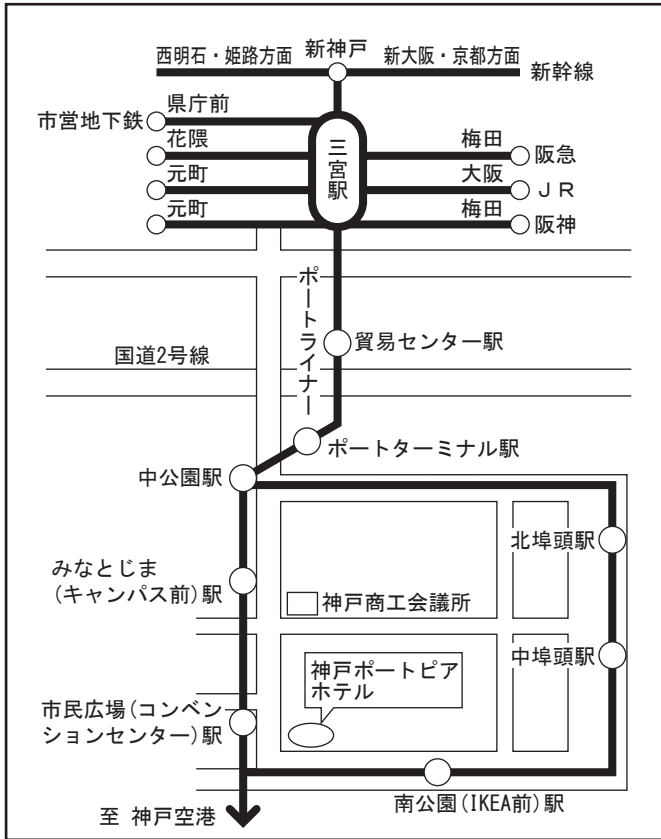 新神戸
西明石・姫路方面
新大阪・京都方面
新幹線
県庁前
市営地下鉄
花隈
三宮駅
梅田
阪急
元町
大阪
ＪＲ
元町
梅田
阪神
ポートライナー
貿易センター駅
国道2号線
ポートターミナル駅
中公園駅
北埠頭駅
みなとじま
(キャンパス前)駅
神戸商工会議所
中埠頭駅
神戸ポートピア
ホテル
市民広場(コンベン
ションセンター)駅
南公園(IKEA前)駅
至 神戸空港